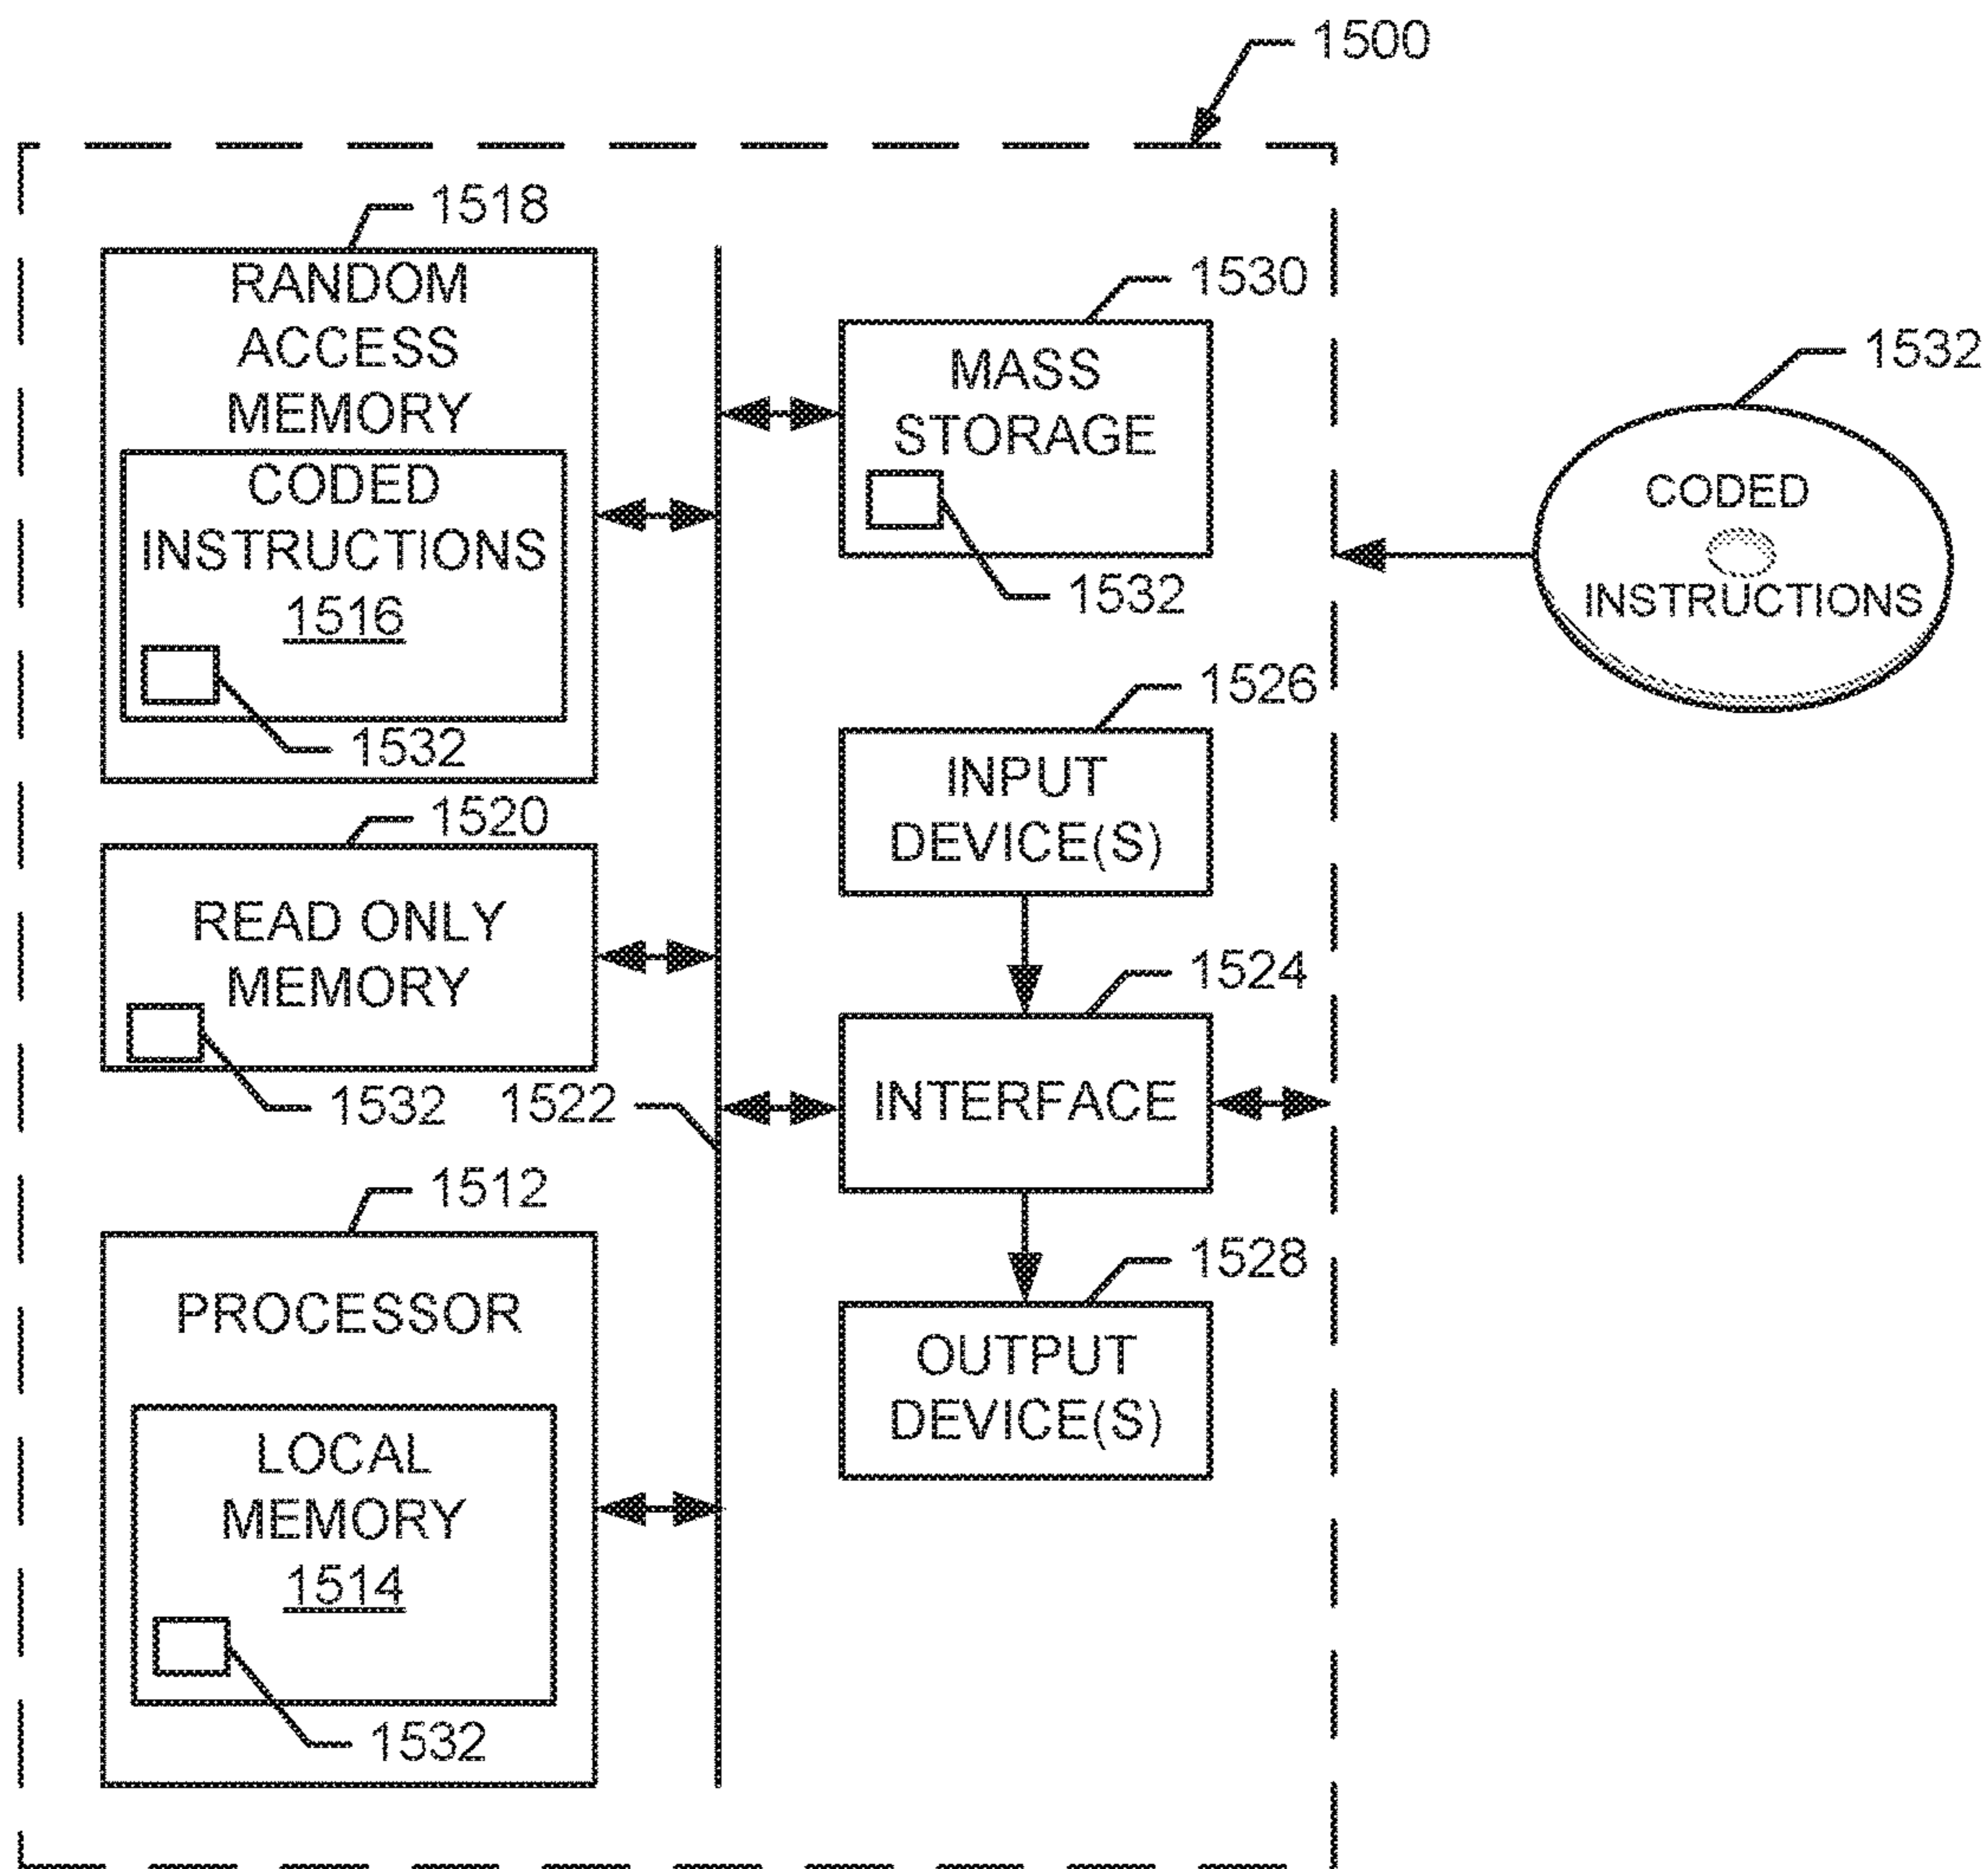 1500
1518
RANDOM
ACCESS
MEMORY
CODED
INSTRUCTIONS
1516
1532
1530
MASS
STORAGE
1532
1532
CODED
INSTRUCTIONS
1526
INPUT
DEVICE(S)
1520
READ ONLY
MEMORY
1532
1522
1524
INTERFACE
1512
PROCESSOR
LOCAL
MEMORY
1514
1532
1528
OUTPUT
DEVICE(S)